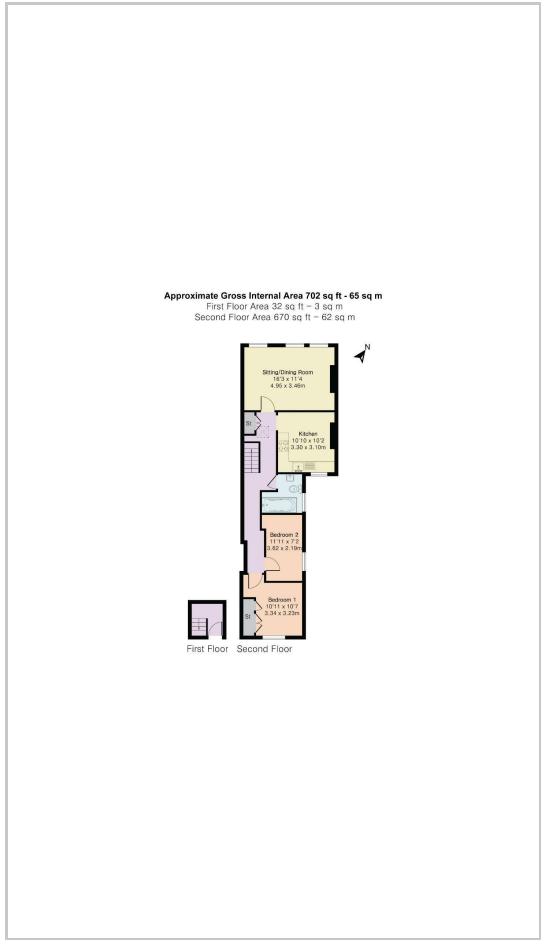 Approximate Gross Internal Area 702 sq ft - 65 sq m
First Floor Area 32 sq ft – 3 sq m
Second Floor Area 670 sq ft – 62 sq m
N
Sitting/Dining Room
16'3 x 11'4
4.95 x 3.46m
St
Kitchen
10'10 x 10'2
3.30 x 3.10m
Bedroom 2
11'11 x 7'2
3.62 x 2.19m
Bedroom 1
10'11 x 10'7
3.34 x 3.23m
St
First Floor
Second Floor